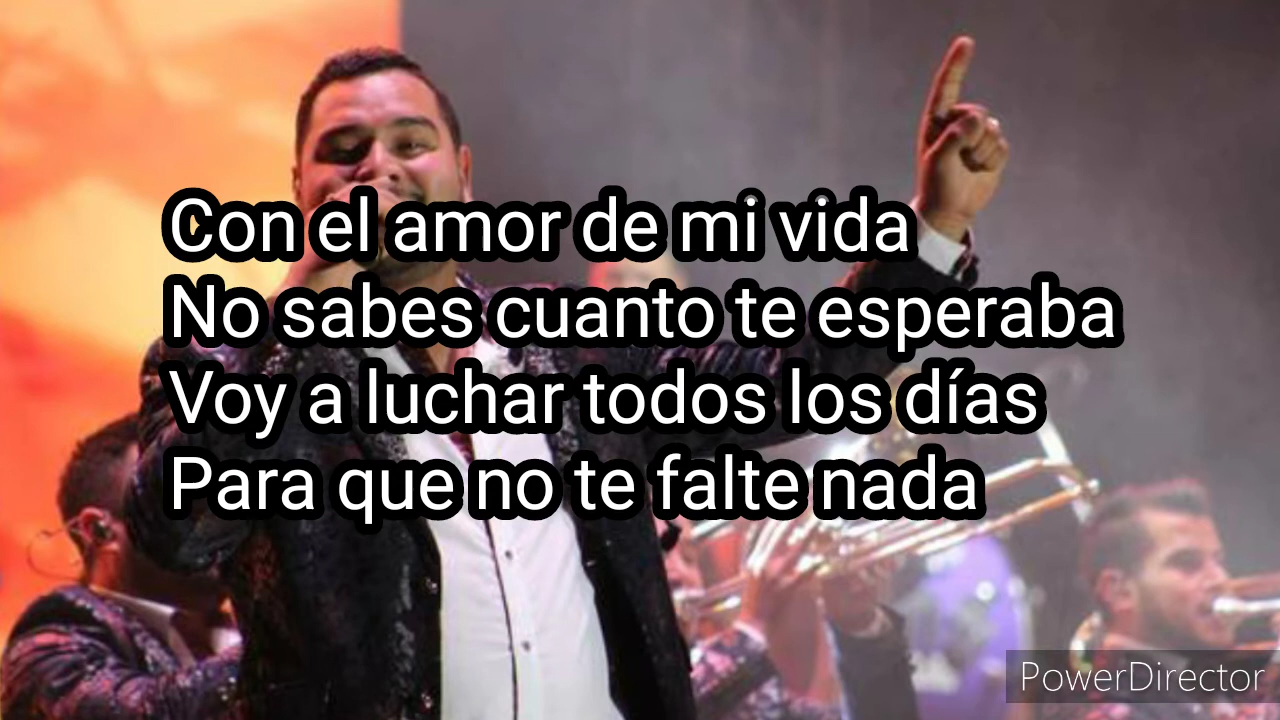 Con el amor de mi vida
No sabes cuanto te esperaba
Voy a luchar todos los días
Para que no te falte nada
PowerDirector